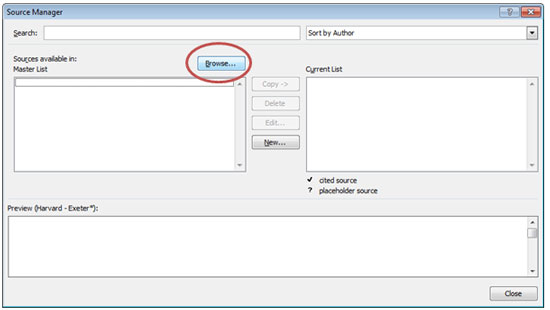 Source Manager
Search:
Sort by Author
Sources available in:
Master List
Browse...
Current List
Copy ->
Delete
Edit...
New...
✓ cited source
? placeholder source
Preview (Harvard - Exeter*):
Close